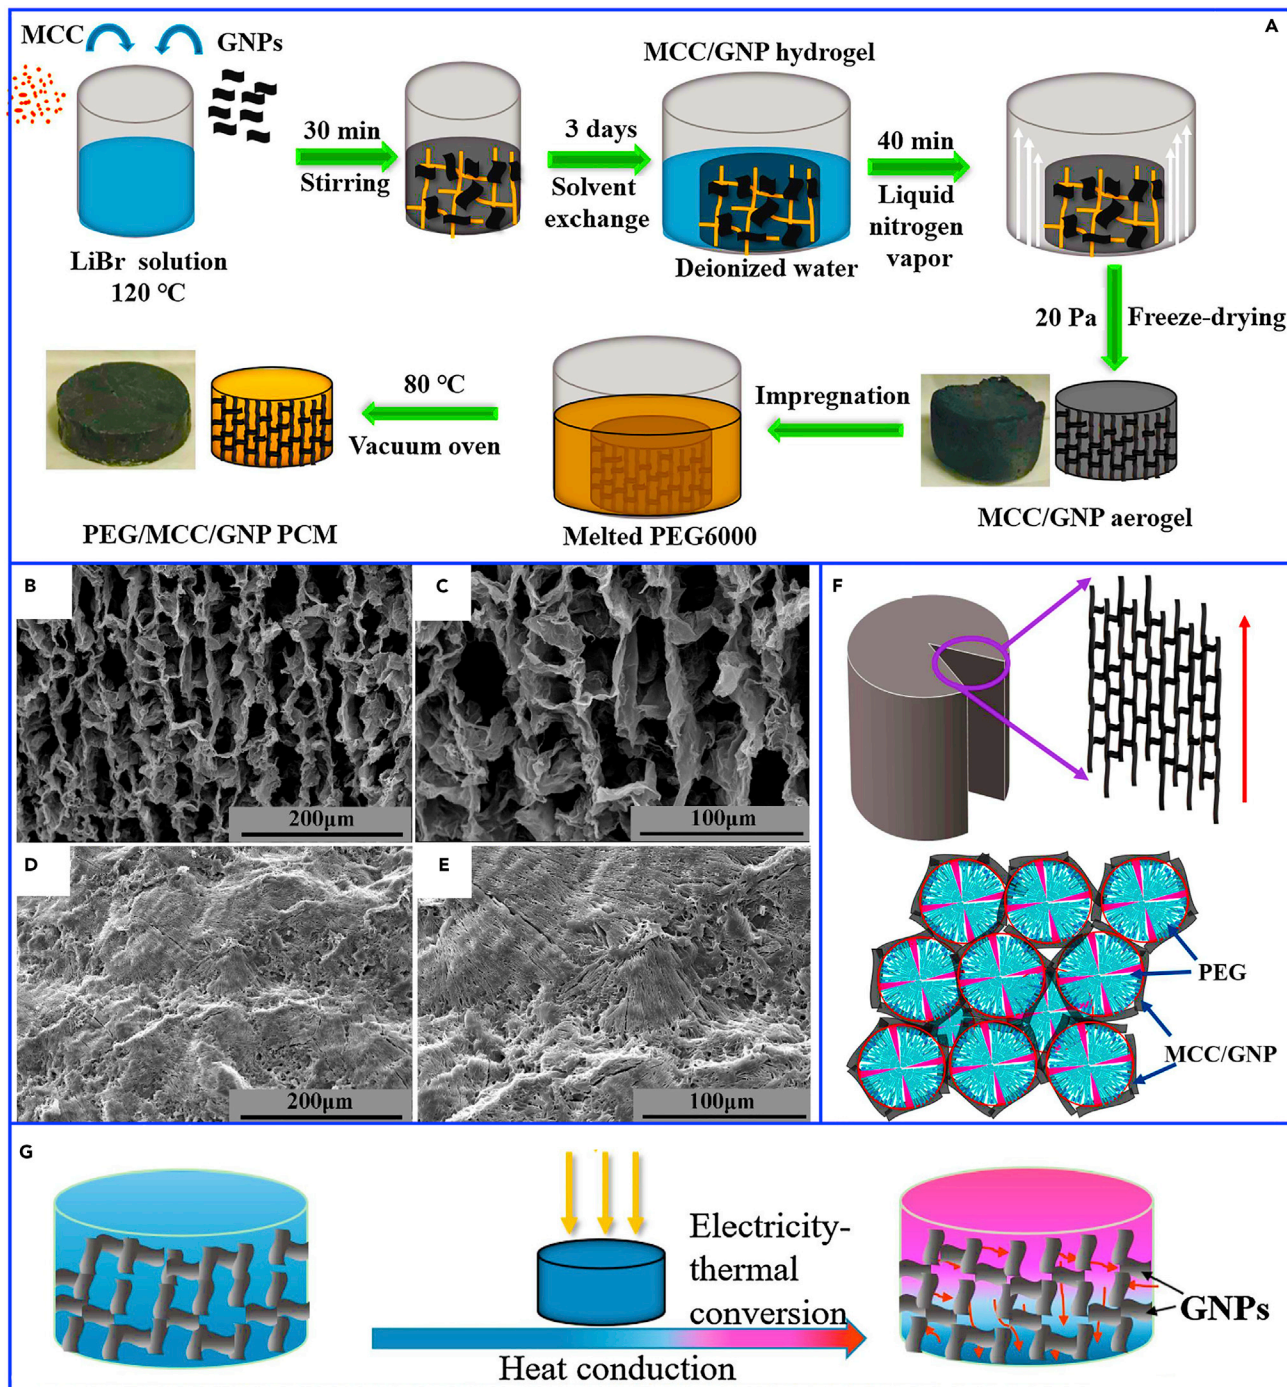 A
MCC
GNPs
LiBr solution
120 °C
30 min
Stirring
3 days
Solvent
exchange
MCC/GNP hydrogel
Deionized water
40 min
Liquid
nitrogen
vapor
20 Pa
Freeze-drying
MCC/GNP aerogel
Impregnation
Melted PEG6000
80 °C
Vacuum oven
PEG/MCC/GNP PCM
B
200μm
C
100μm
D
200μm
E
100μm
F
PEG
MCC/GNP
G
Electricity-
thermal
conversion
Heat conduction
GNPs